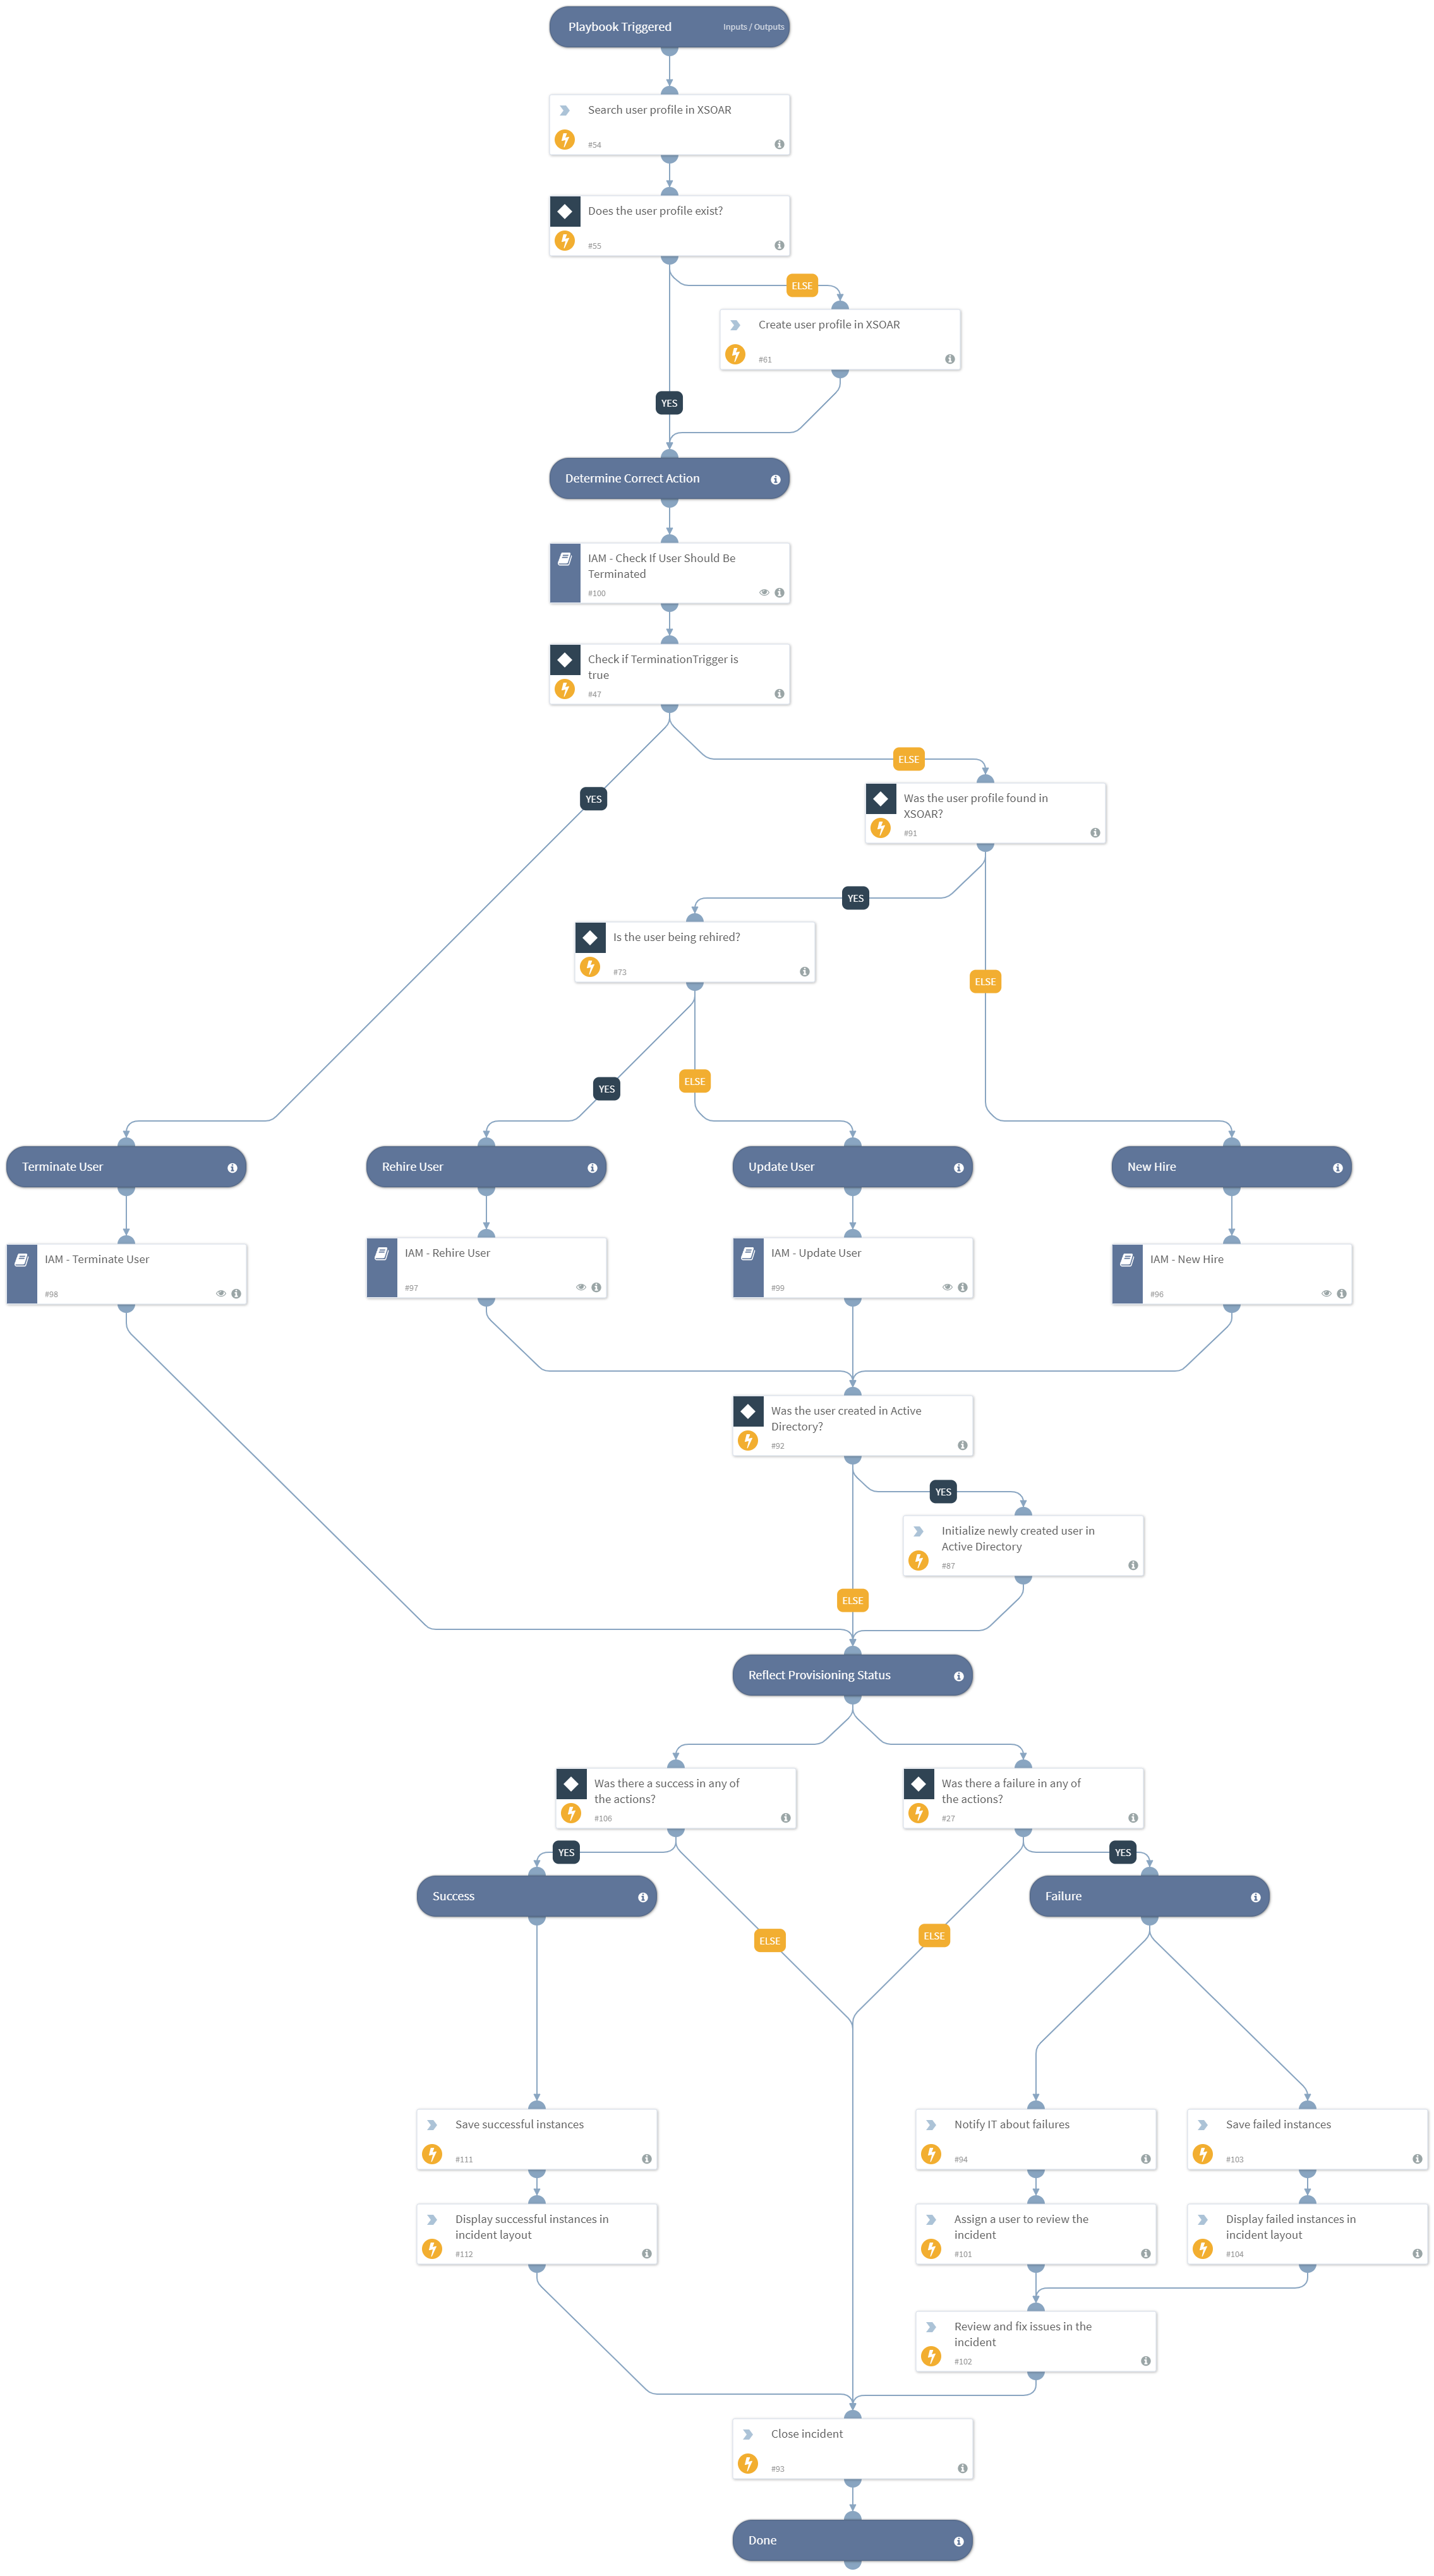 Playbook Triggered
Inputs / Outputs
Search user profile in XSOAR
#54
Does the user profile exist?
#55
ELSE
Create user profile in XSOAR
#61
YES
Determine Correct Action
IAM - Check If User Should Be
Terminated
#100
Check if TerminationTrigger is
true
#47
ELSE
YES
Was the user profile found in
XSOAR?
#91
YES
Is the user being rehired?
#73
ELSE
YES
ELSE
Terminate User
Rehire User
Update User
New Hire
IAM - Terminate User
#98
IAM - Rehire User
#97
IAM - Update User
#99
IAM - New Hire
#96
Was the user created in Active
Directory?
#92
YES
Initialize newly created user in
Active Directory
#87
ELSE
Reflect Provisioning Status
Was there a success in any of
the actions?
#106
Was there a failure in any of
the actions?
#27
YES
YES
Success
Failure
ELSE
ELSE
Save successful instances
#111
Notify IT about failures
#94
Save failed instances
#103
Display successful instances in
incident layout
#112
Assign a user to review the
incident
#101
Display failed instances in
incident layout
#104
Review and fix issues in the
incident
#102
Close incident
#93
Done